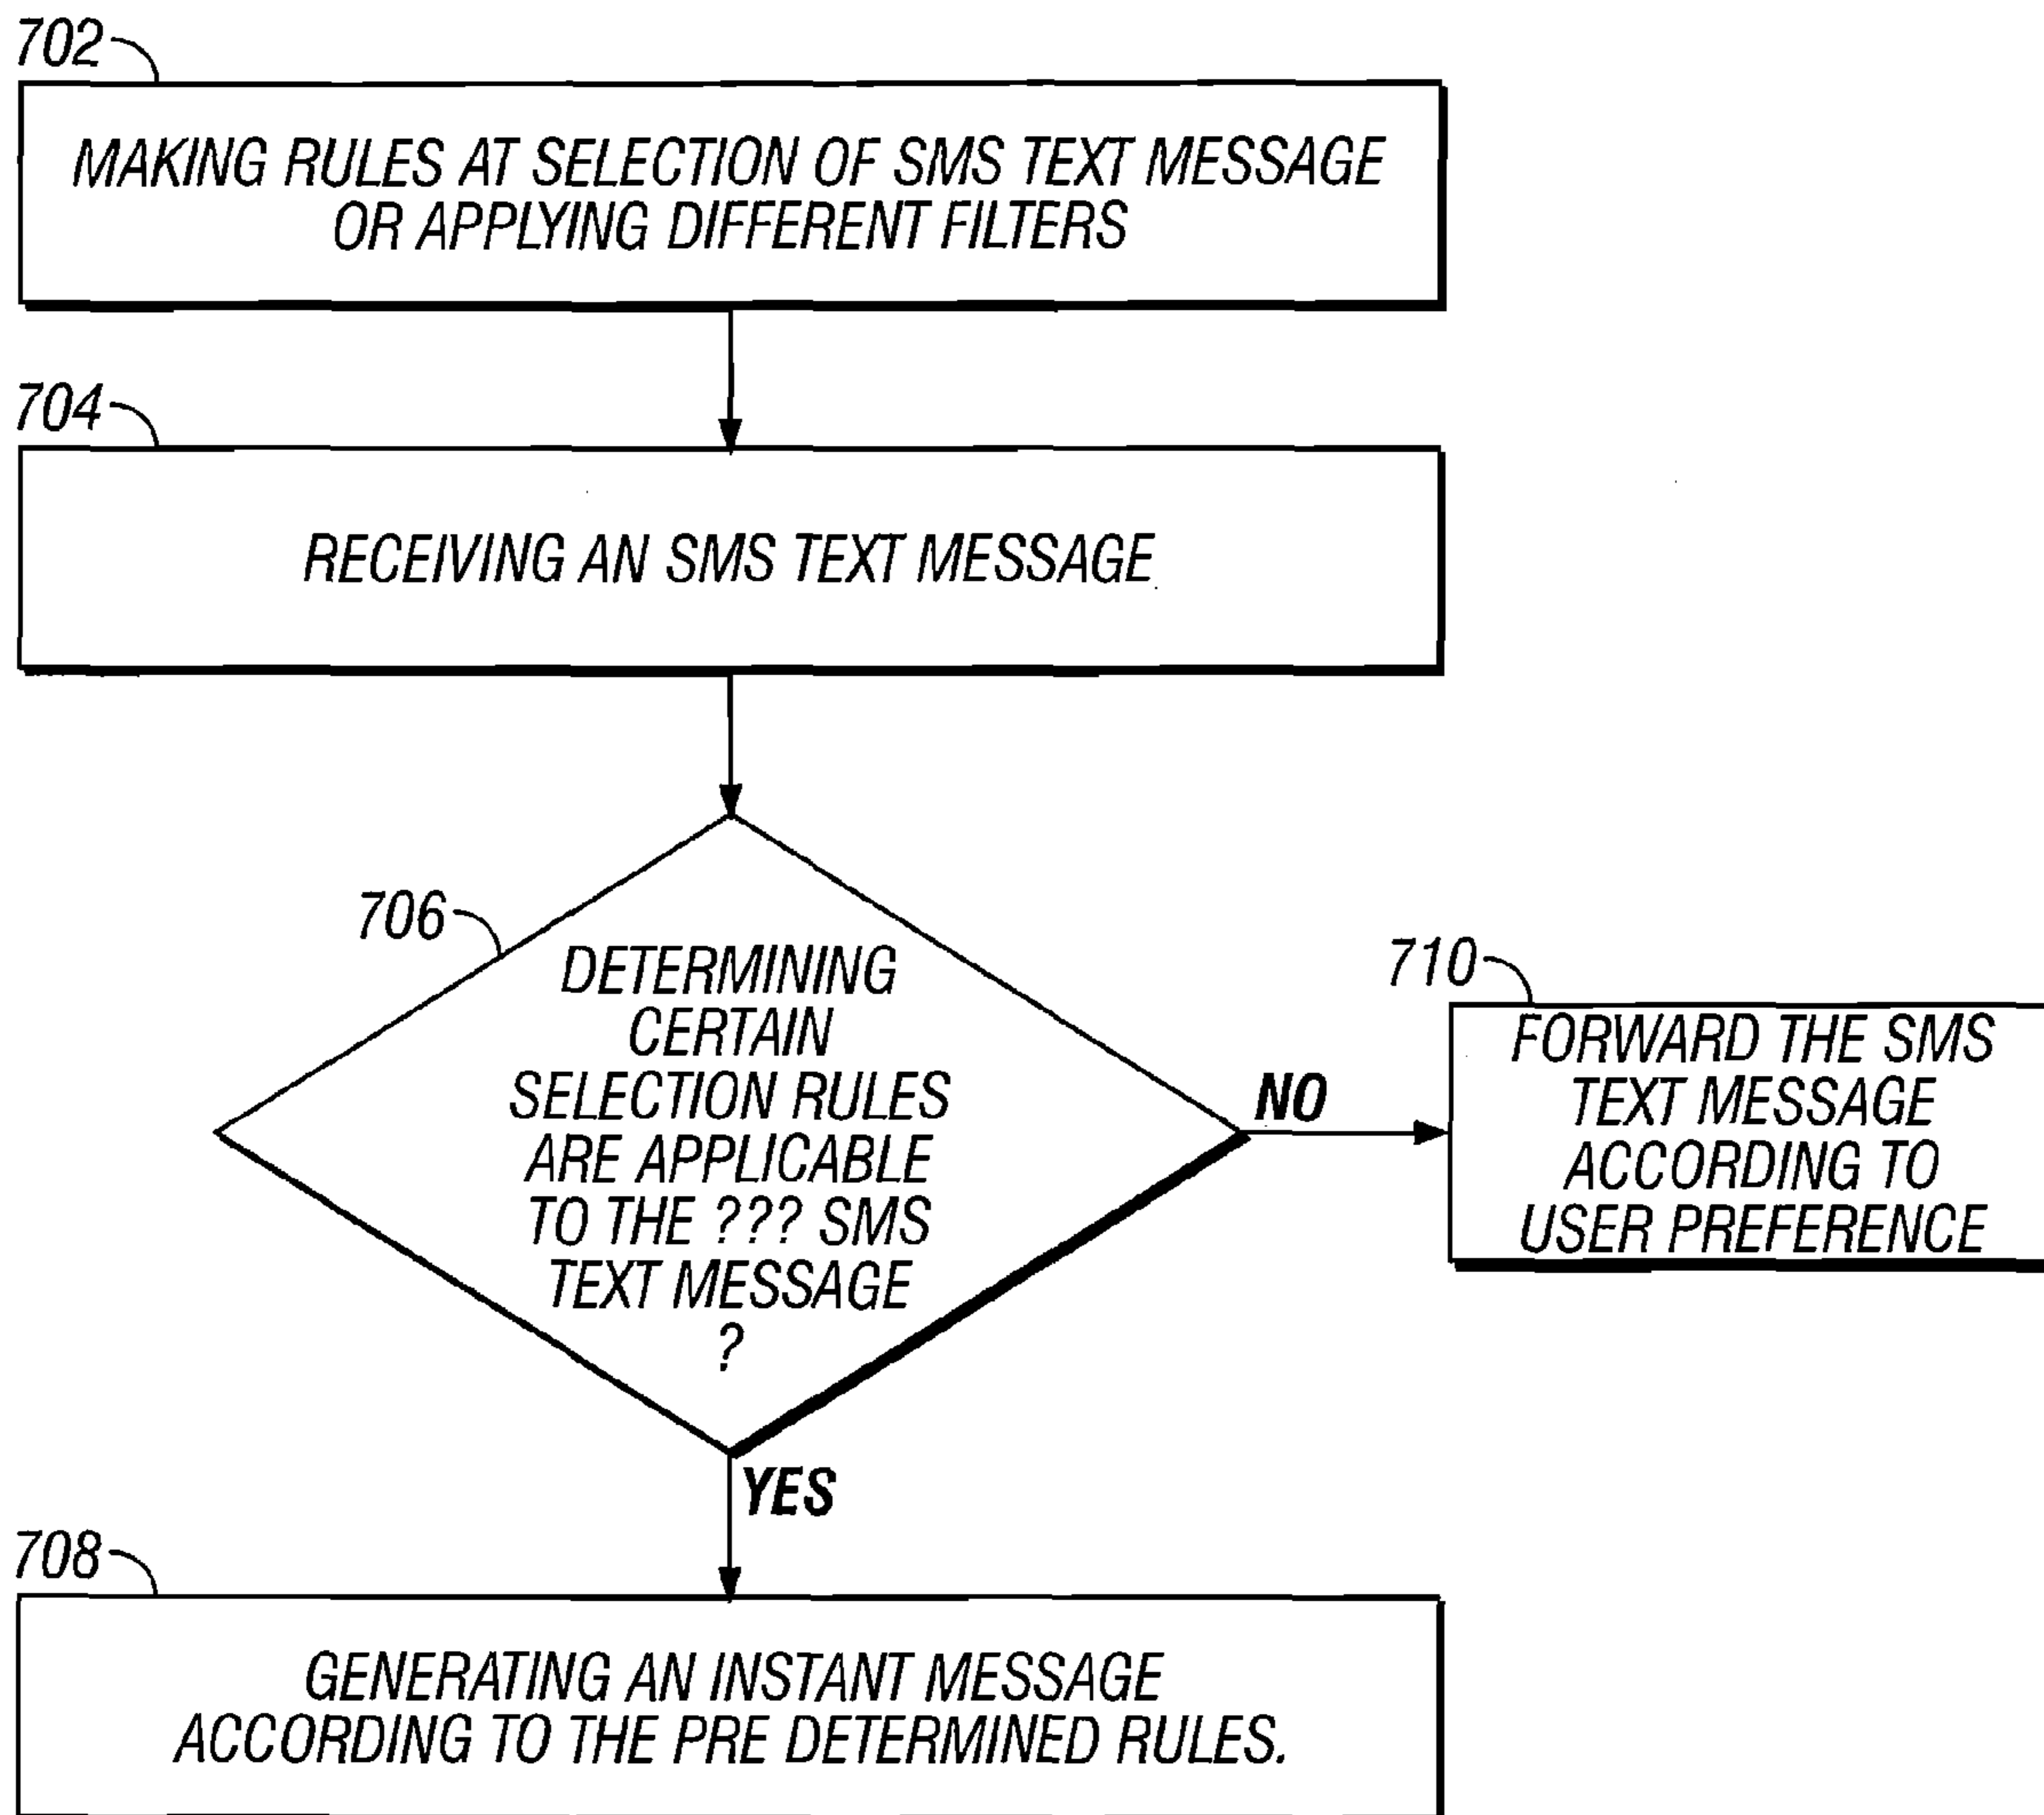 702
MAKING RULES AT SELECTION OF SMS TEXT MESSAGE
OR APPLYING DIFFERENT FILTERS
704
RECEIVING AN SMS TEXT MESSAGE
706
DETERMINING
CERTAIN
SELECTION RULES
ARE APPLICABLE
TO THE ??? SMS
TEXT MESSAGE
?
NO
710
FORWARD THE SMS
TEXT MESSAGE
ACCORDING TO
USER PREFERENCE
YES
708
GENERATING AN INSTANT MESSAGE
ACCORDING TO THE PRE DETERMINED RULES.